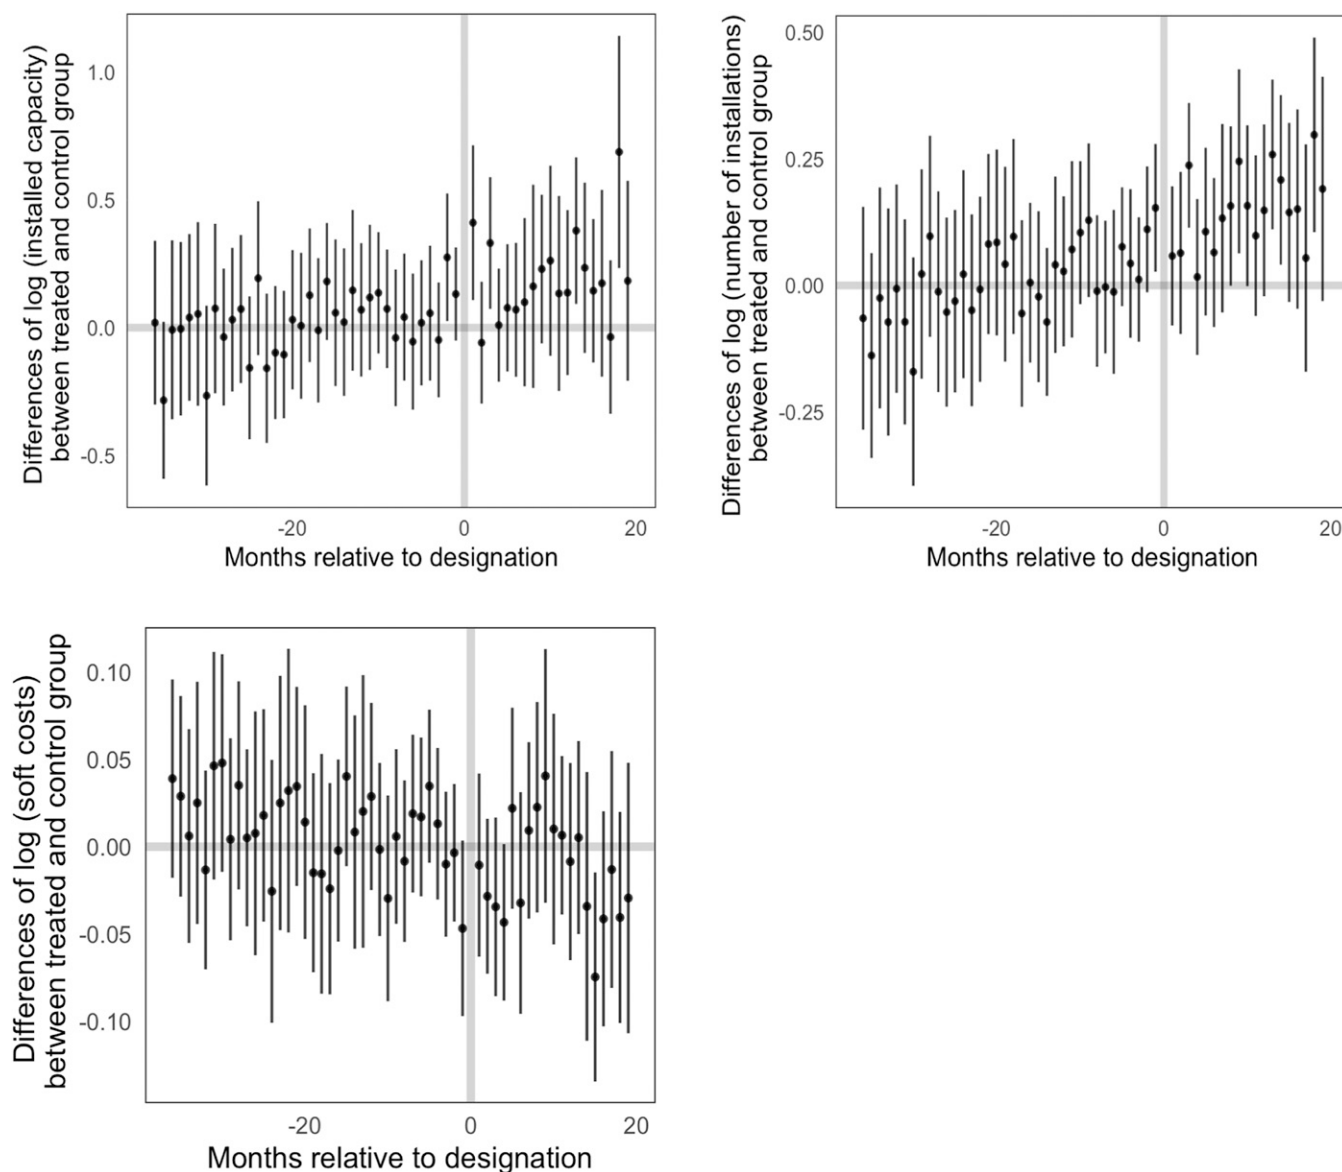 Differences of log (installed capacity)
between treated and control group
1.0
0.5
0.0
-0.5
-20 0 20
Months relative to designation
Differences of log (number of installations)
between treated and control group
0.50
0.25
0.00
-0.25
-20 0 20
Months relative to designation
Differences of log (soft costs)
between treated and control group
0.10
0.05
0.00
-0.05
-0.10
-20 0 20
Months relative to designation